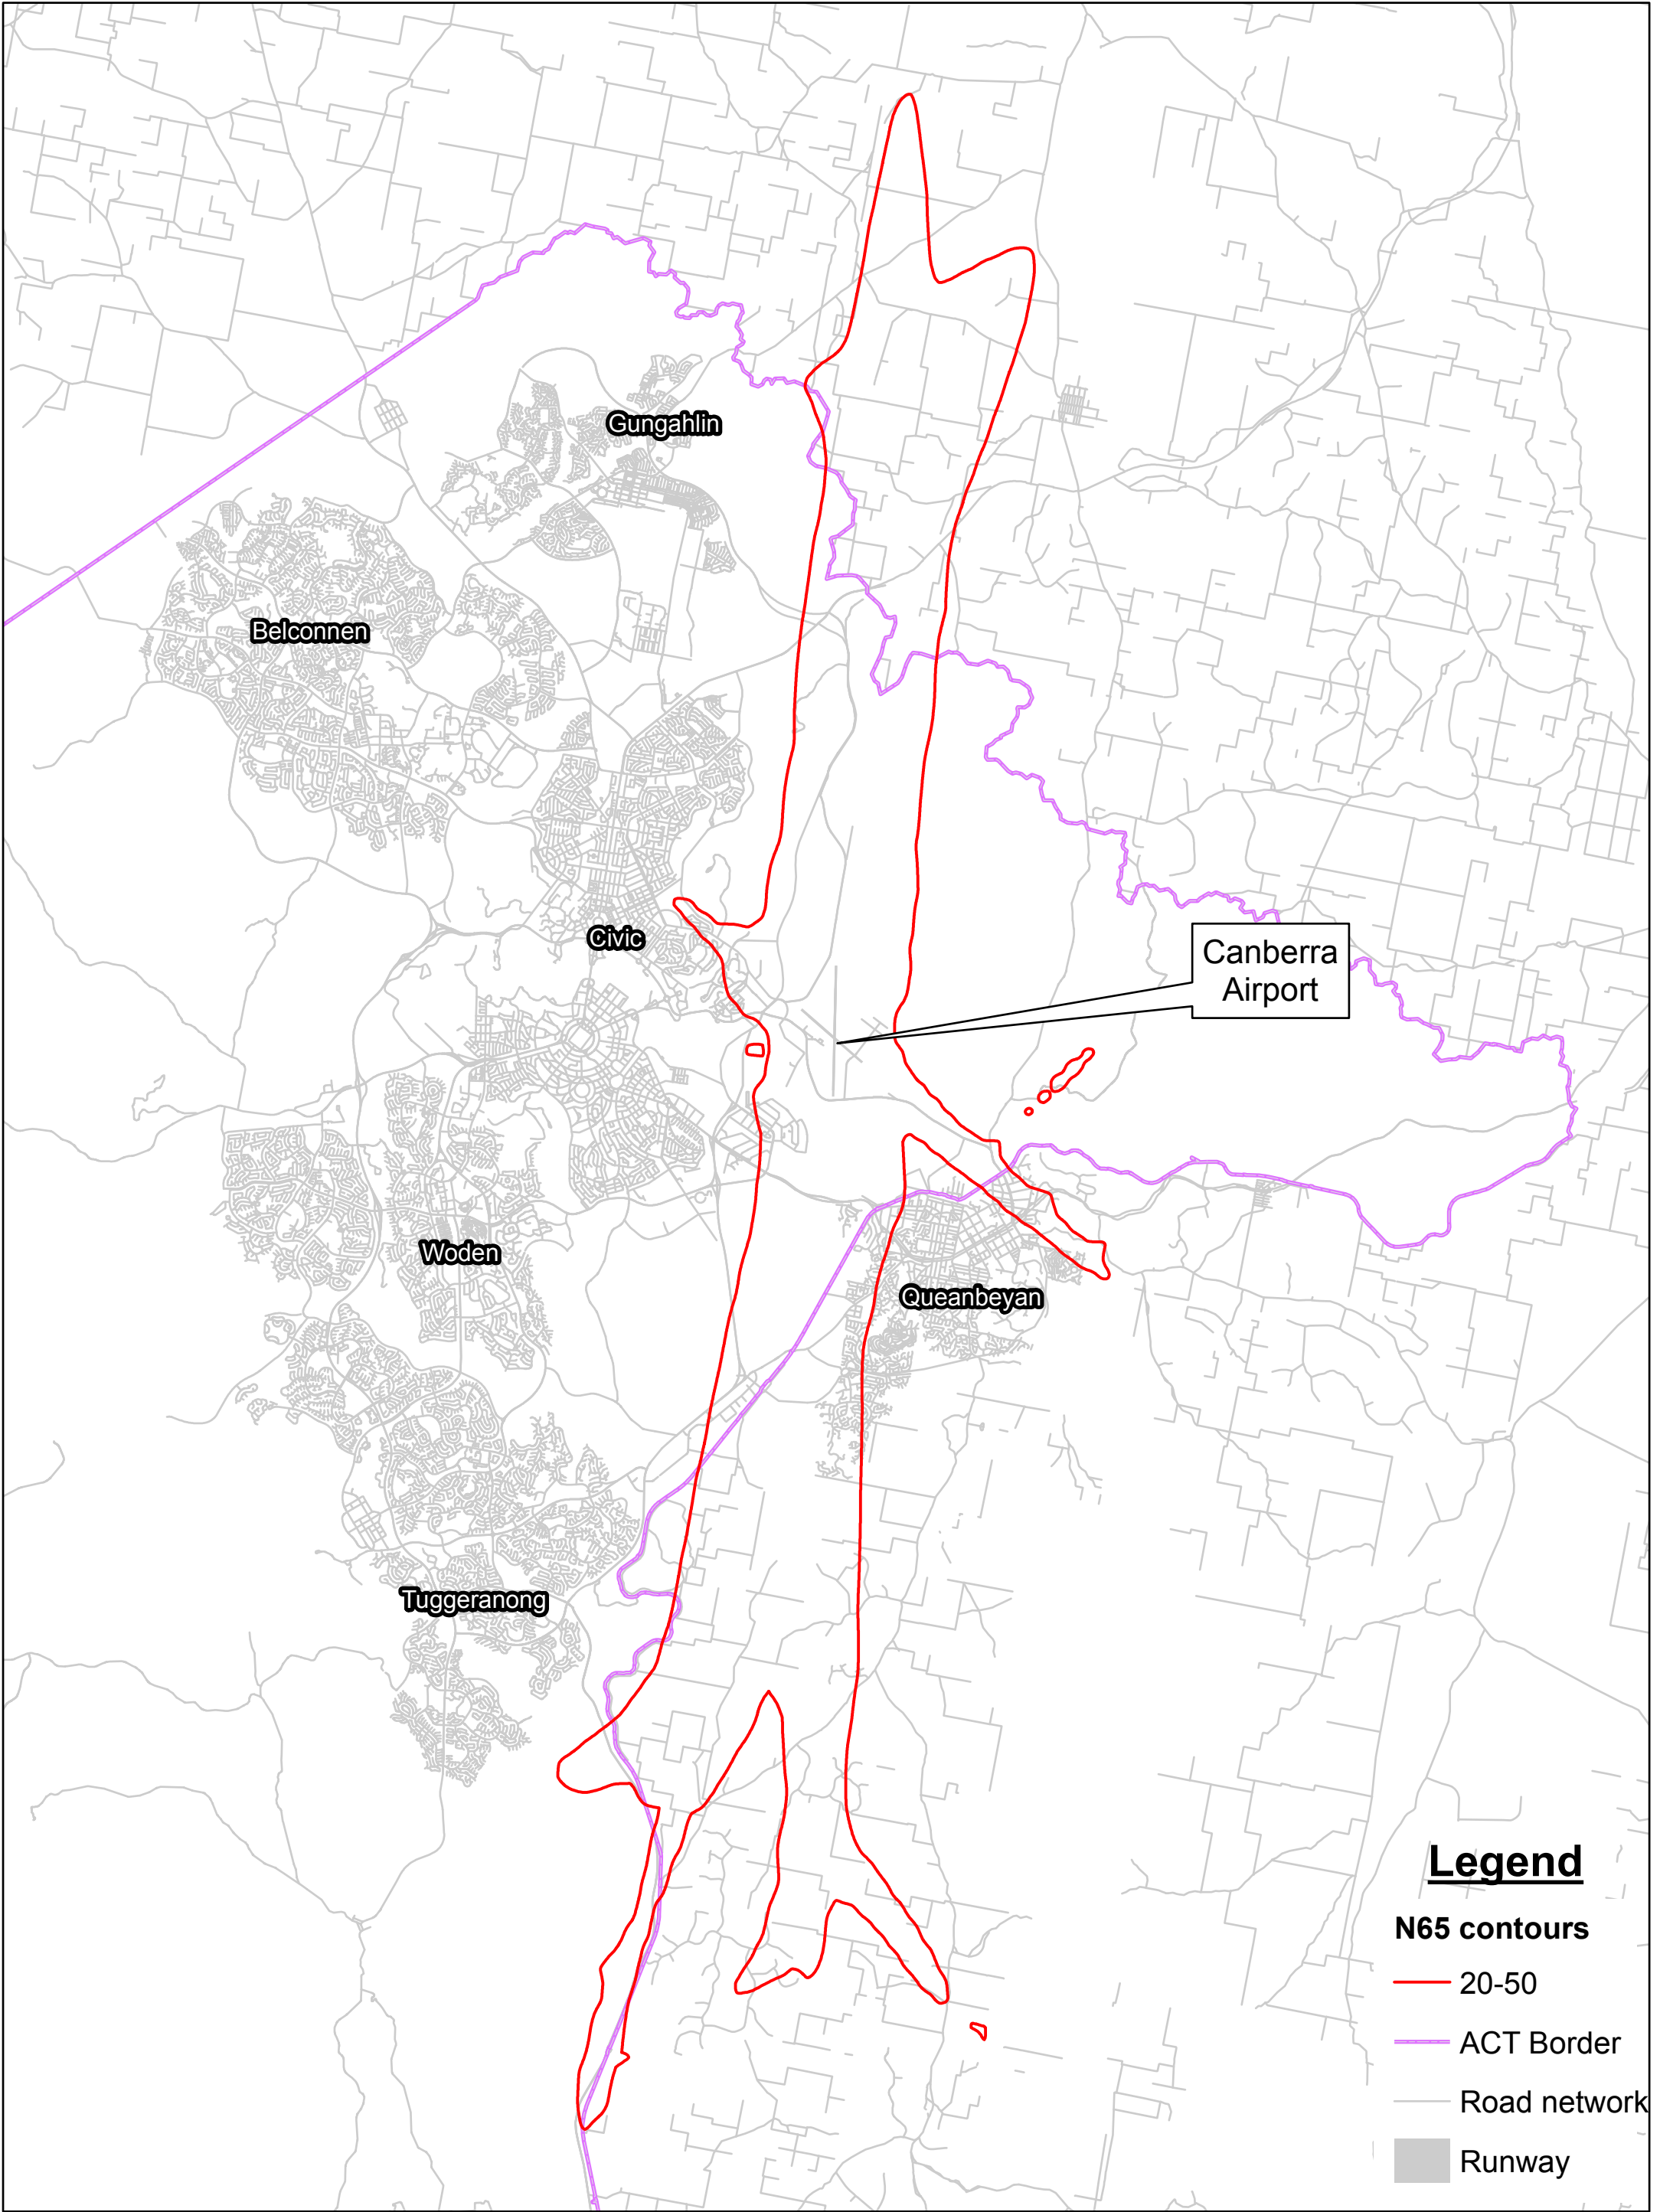 Gungahlin
Belconnen
Civic
Canberra
Airport
Woden
Queanbeyan
Tuggeranong
Legend
N65 contours
20-50
ACT Border
Road network
Runway